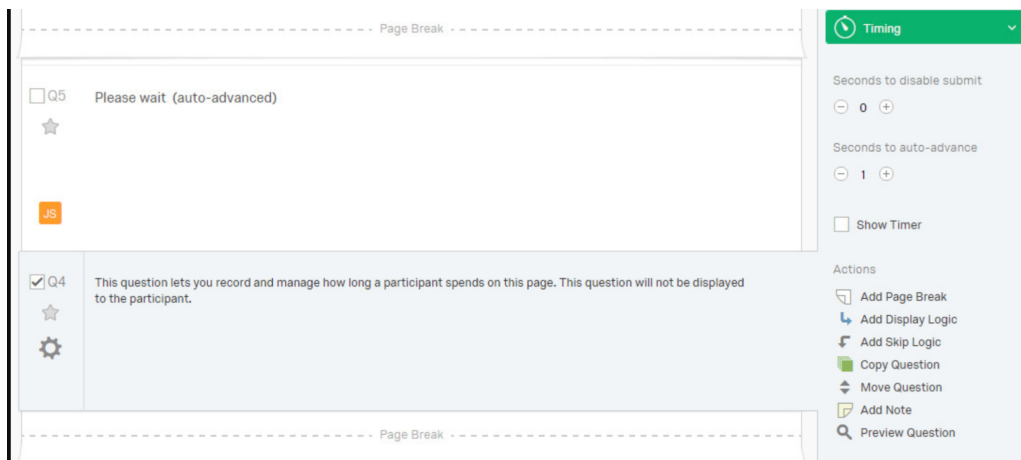 Page Break
Q5
Please wait (auto-advanced)
JS
Q4
This question lets you record and manage how long a participant spends on this page. This question will not be displayed
to the participant.
Page Break
Timing
Seconds to disable submit
0
Seconds to auto-advance
1
Show Timer
Actions
Add Page Break
Add Display Logic
Add Skip Logic
Copy Question
Move Question
Add Note
Preview Question